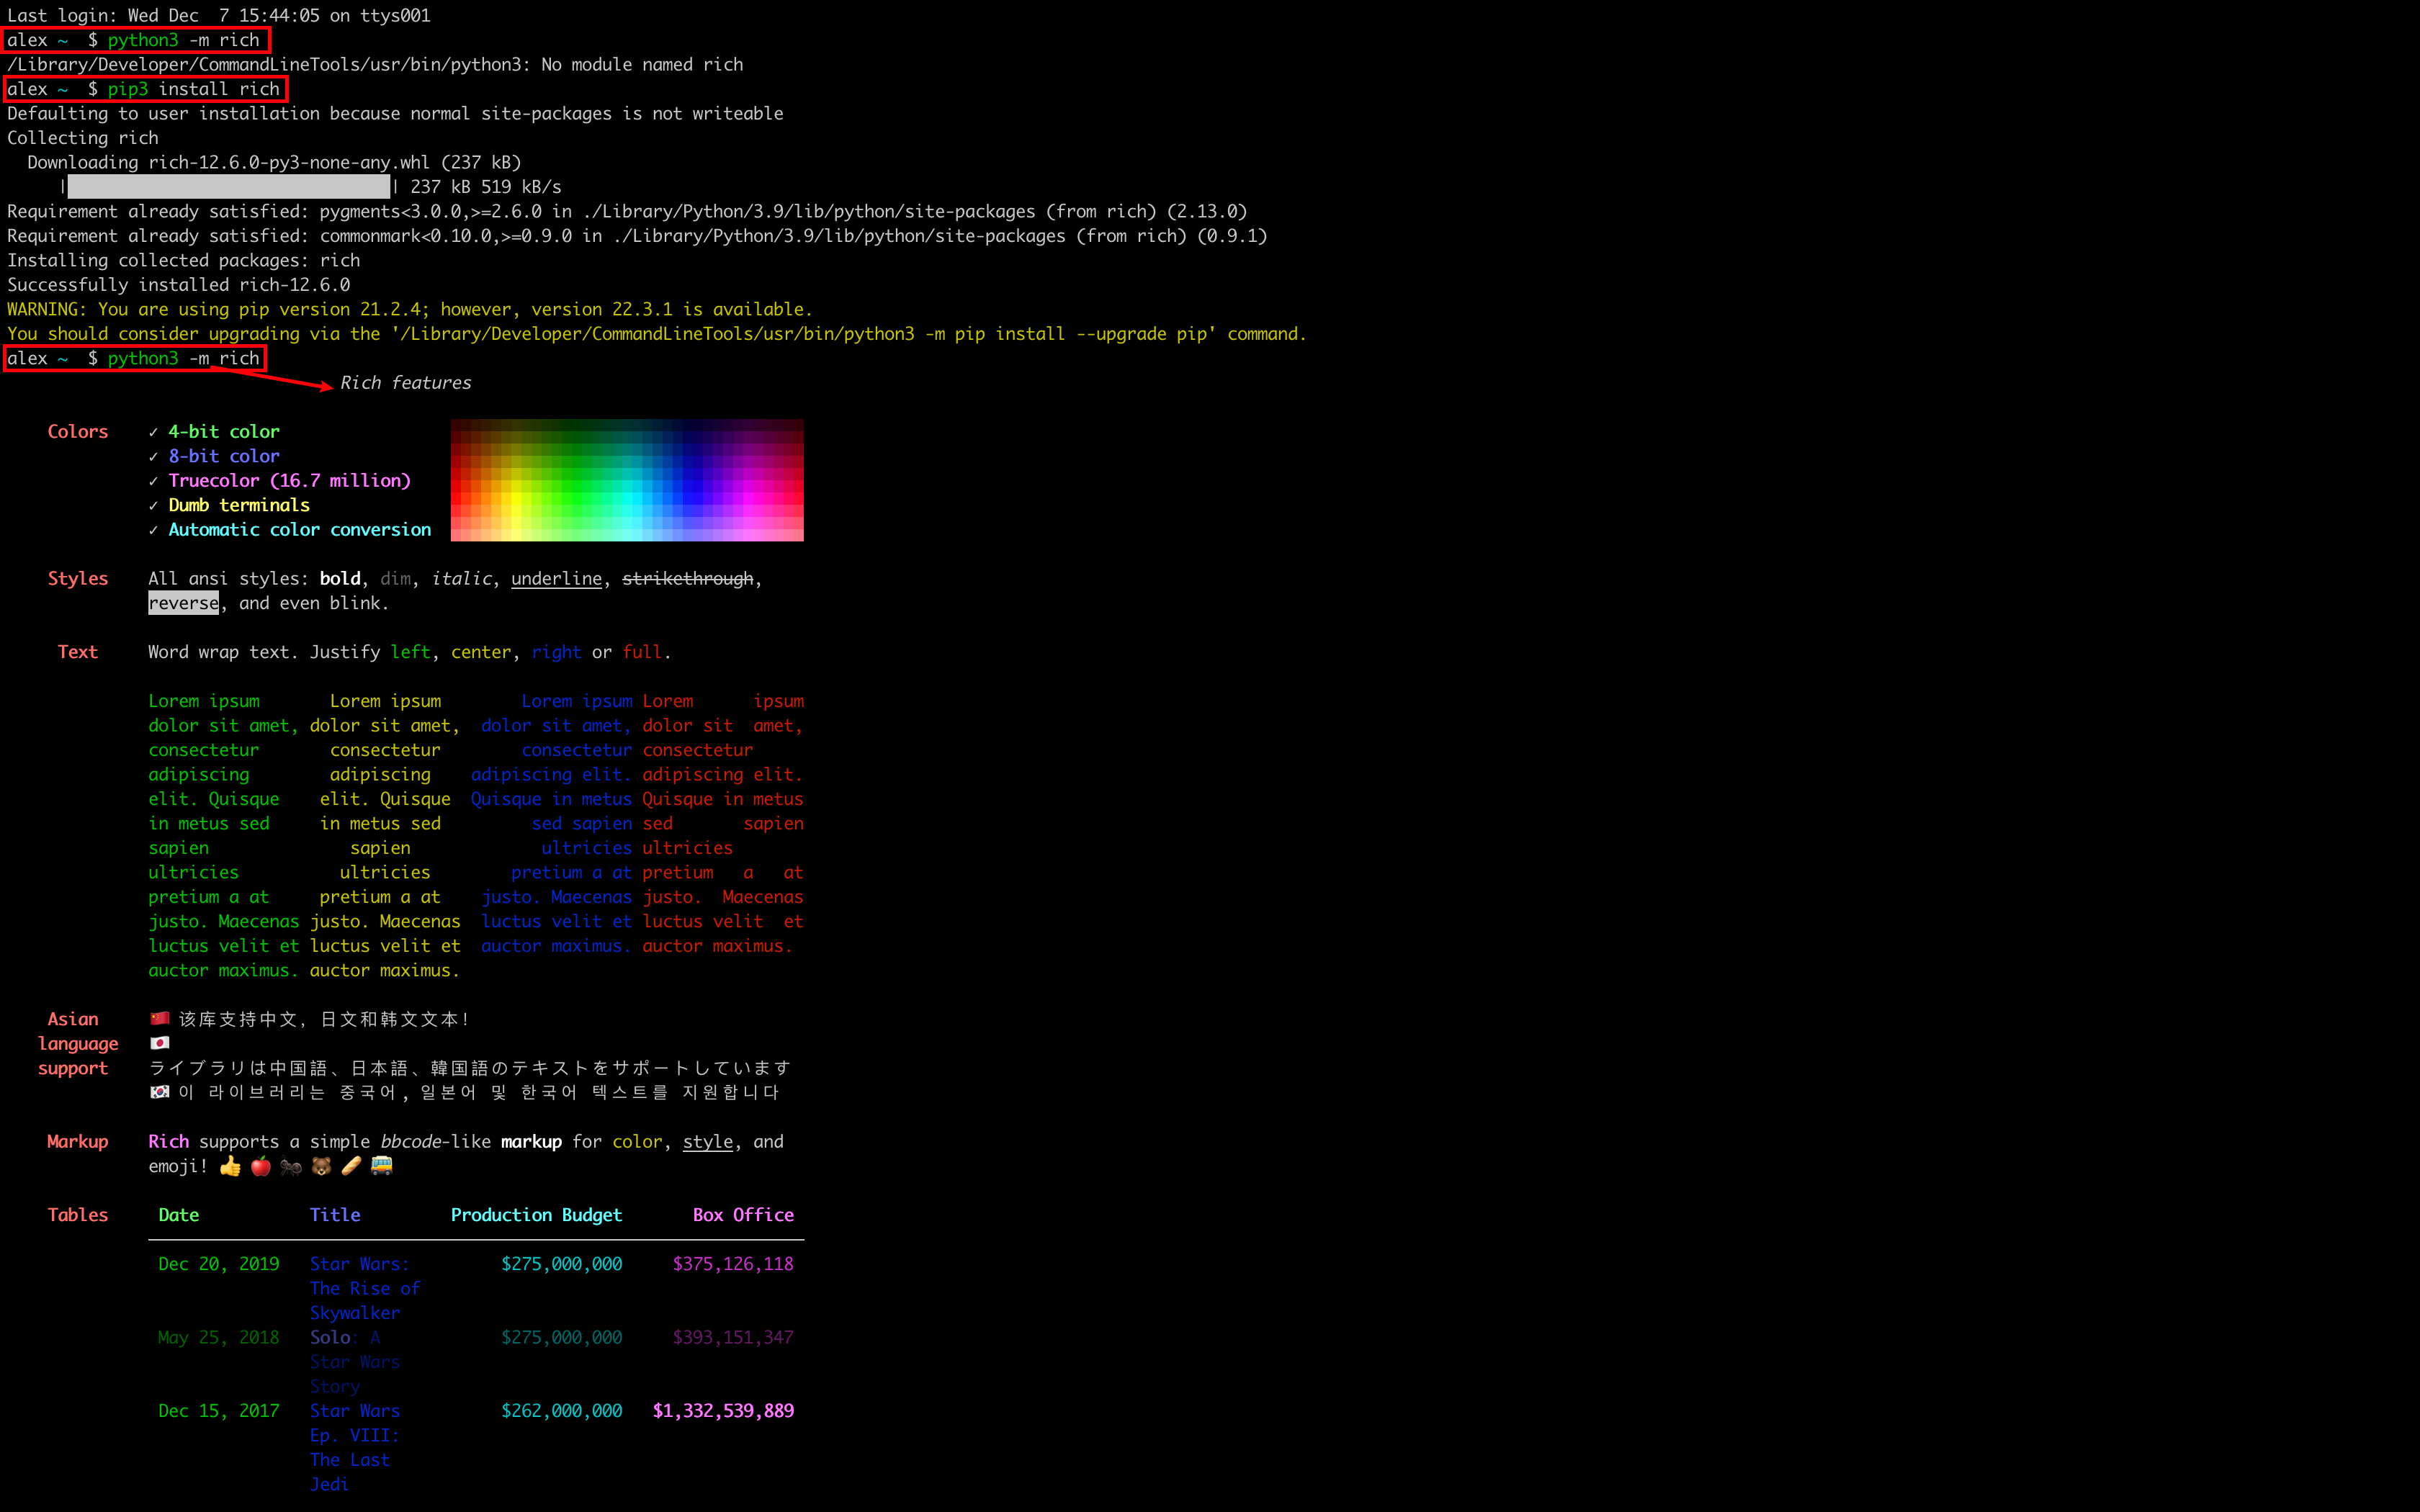 Last login: Wed Dec  7 15:44:05 on ttys001
alex ~  $ python3 -m rich
/Library/Developer/CommandLineTools/usr/bin/python3: No module named rich
alex ~  $ pip3 install rich
Defaulting to user installation because normal site-packages is not writeable
Collecting rich
  Downloading rich-12.6.0-py3-none-any.whl (237 kB)
     |████████████████████████████████| 237 kB 519 kB/s
Requirement already satisfied: pygments<3.0.0,>=2.6.0 in ./Library/Python/3.9/lib/python/site-packages (from rich) (2.13.0)
Requirement already satisfied: commonmark<0.10.0,>=0.9.0 in ./Library/Python/3.9/lib/python/site-packages (from rich) (0.9.1)
Installing collected packages: rich
Successfully installed rich-12.6.0
WARNING: You are using pip version 21.2.4; however, version 22.3.1 is available.
You should consider upgrading via the '/Library/Developer/CommandLineTools/usr/bin/python3 -m pip install --upgrade pip' command.
alex ~  $ python3 -m rich
Rich features
Colors ✓ 4-bit color
✓ 8-bit color
✓ Truecolor (16.7 million)
✓ Dumb terminals
✓ Automatic color conversion
Styles All ansi styles: bold, dim, italic, underline, strikethrough,
reverse, and even blink.
Text Word wrap text. Justify left, center, right or full.
Lorem ipsum Lorem ipsum Lorem ipsum Lorem ipsum
dolor sit amet, dolor sit amet, dolor sit amet, dolor sit amet,
consectetur consectetur consectetur consectetur
adipiscing adipiscing adipiscing elit. adipiscing elit.
elit. Quisque elit. Quisque Quisque in metus Quisque in metus
in metus sed in metus sed sed sapien sed sapien
sapien sapien ultricies ultricies
ultricies ultricies pretium a at pretium a at
pretium a at pretium a at justo. Maecenas justo. Maecenas
justo. Maecenas justo. Maecenas luctus velit et luctus velit et
luctus velit et luctus velit et auctor maximus. auctor maximus.
auctor maximus. auctor maximus.
Asian 🇨🇳 该库支持中文，日文和韩文文本！
language 🇯🇵
support ライブラリは中国語、日本語、韓国語のテキストをサポートしています
🇰🇷 이 라이브러리는 중국어, 일본어 및 한국어 텍스트를 지원합니다
Markup Rich supports a simple bbcode-like markup for color, style, and
emoji! 👍 🍎 🐜 🐻 🥖 🚌
Tables Date Title Production Budget Box Office
Dec 20, 2019 Star Wars: $275,000,000 $375,126,118
The Rise of
Skywalker
May 25, 2018 Solo: A $275,000,000 $393,151,347
Star Wars
Story
Dec 15, 2017 Star Wars $262,000,000 $1,332,539,889
Ep. VIII:
The Last
Jedi